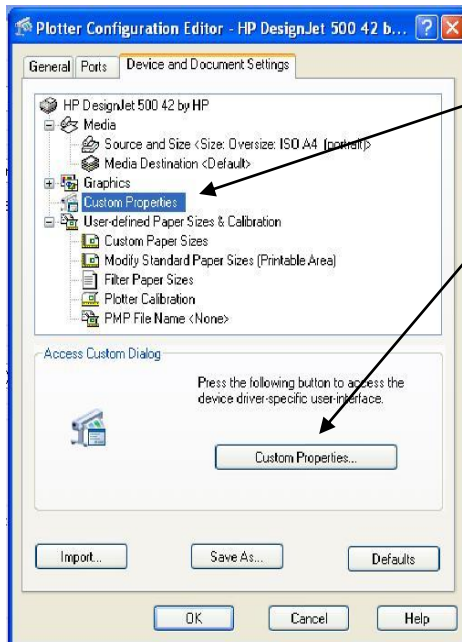 Plotter Configuration Editor - HP DesignJet 500 42 b...
General Ports Device and Document Settings
HP DesignJet 500 42 by HP
Media
Source and Size <Size: Oversize: ISO A4 (portrait)>
Media Destination <Default>
Graphics
Custom Properties
User-defined Paper Sizes & Calibration
Custom Paper Sizes
Modify Standard Paper Sizes (Printable Area)
Filter Paper Sizes
Plotter Calibration
PMP File Name <None>
Access Custom Dialog
Press the following button to access the
device driver-specific user-interface.
Custom Properties...
Import... Save As... Defaults
OK Cancel Help